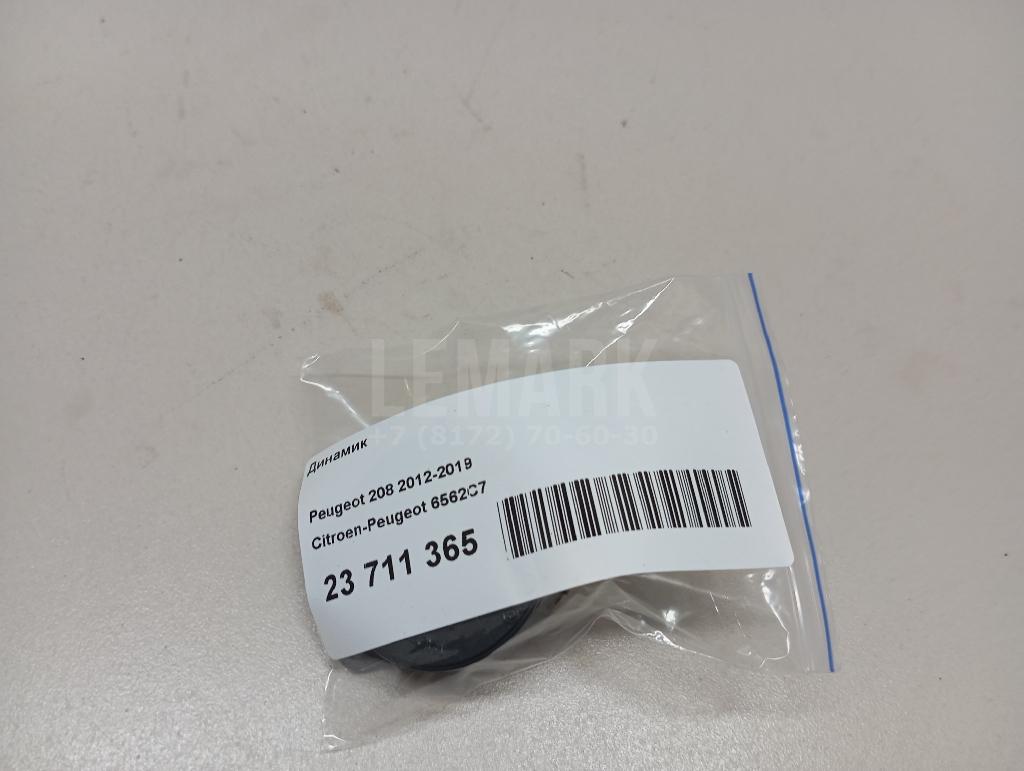 LEMARK
+7 (8172) 70-60-30
Динамик
Peugeot 208 2012-2019
Citroen-Peugeot 6562C7
23 711 365